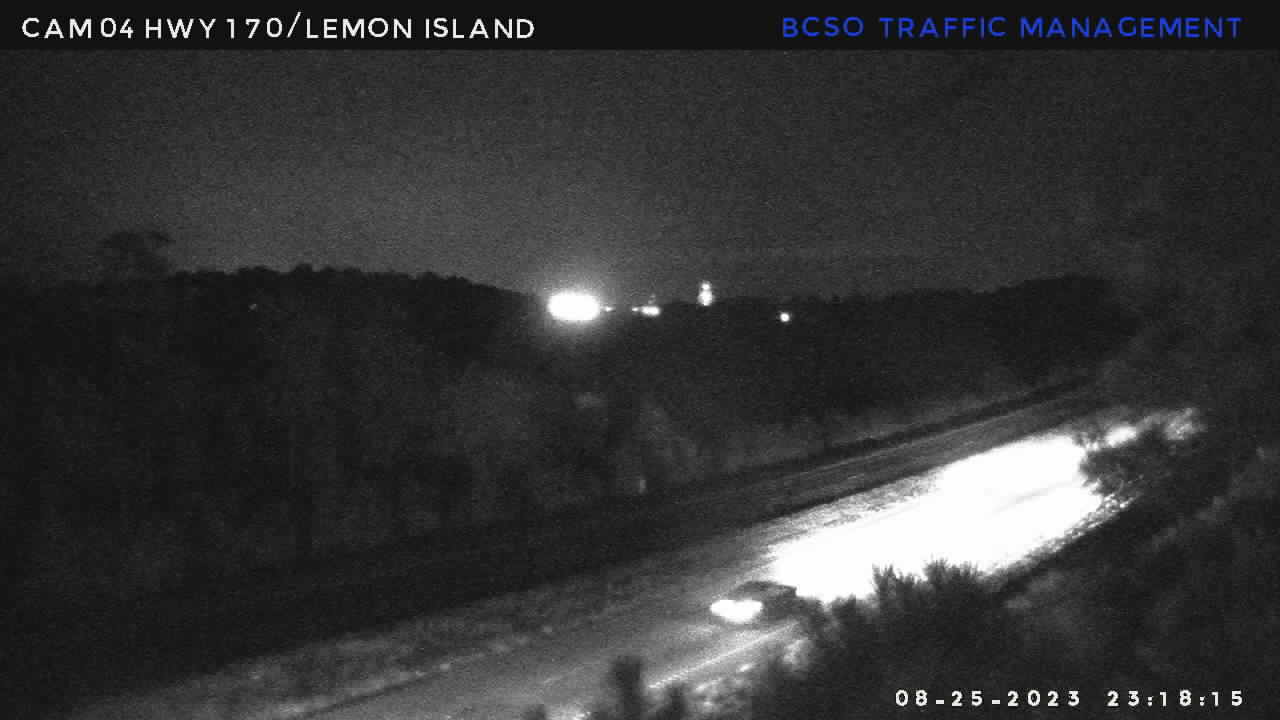 CAM04 HWY 170/LEMON ISLAND
BCSO TRAFFIC MANAGEMENT
08-25-2023 23:18:15